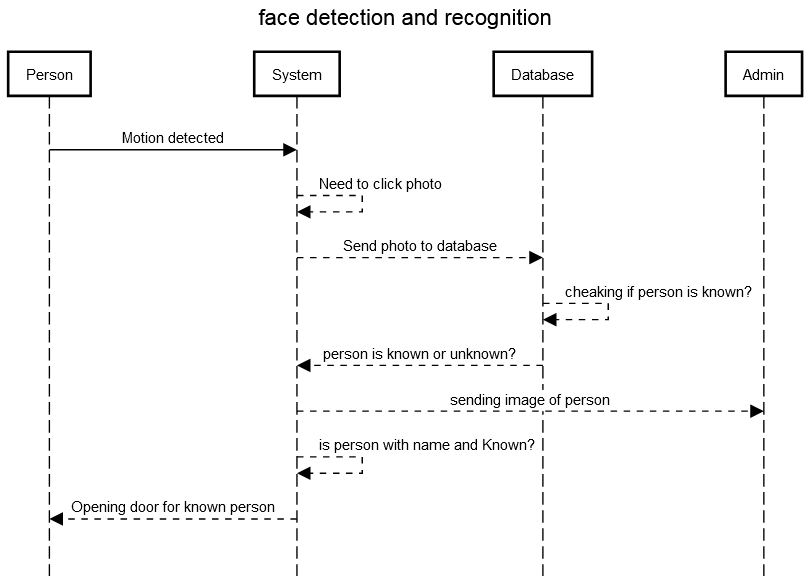 face detection and recognition
Person
System
Database
Admin
Motion detected
Need to click photo
Send photo to database
cheaking if person is known?
person is known or unknown?
sending image of person
is person with name and Known?
Opening door for known person